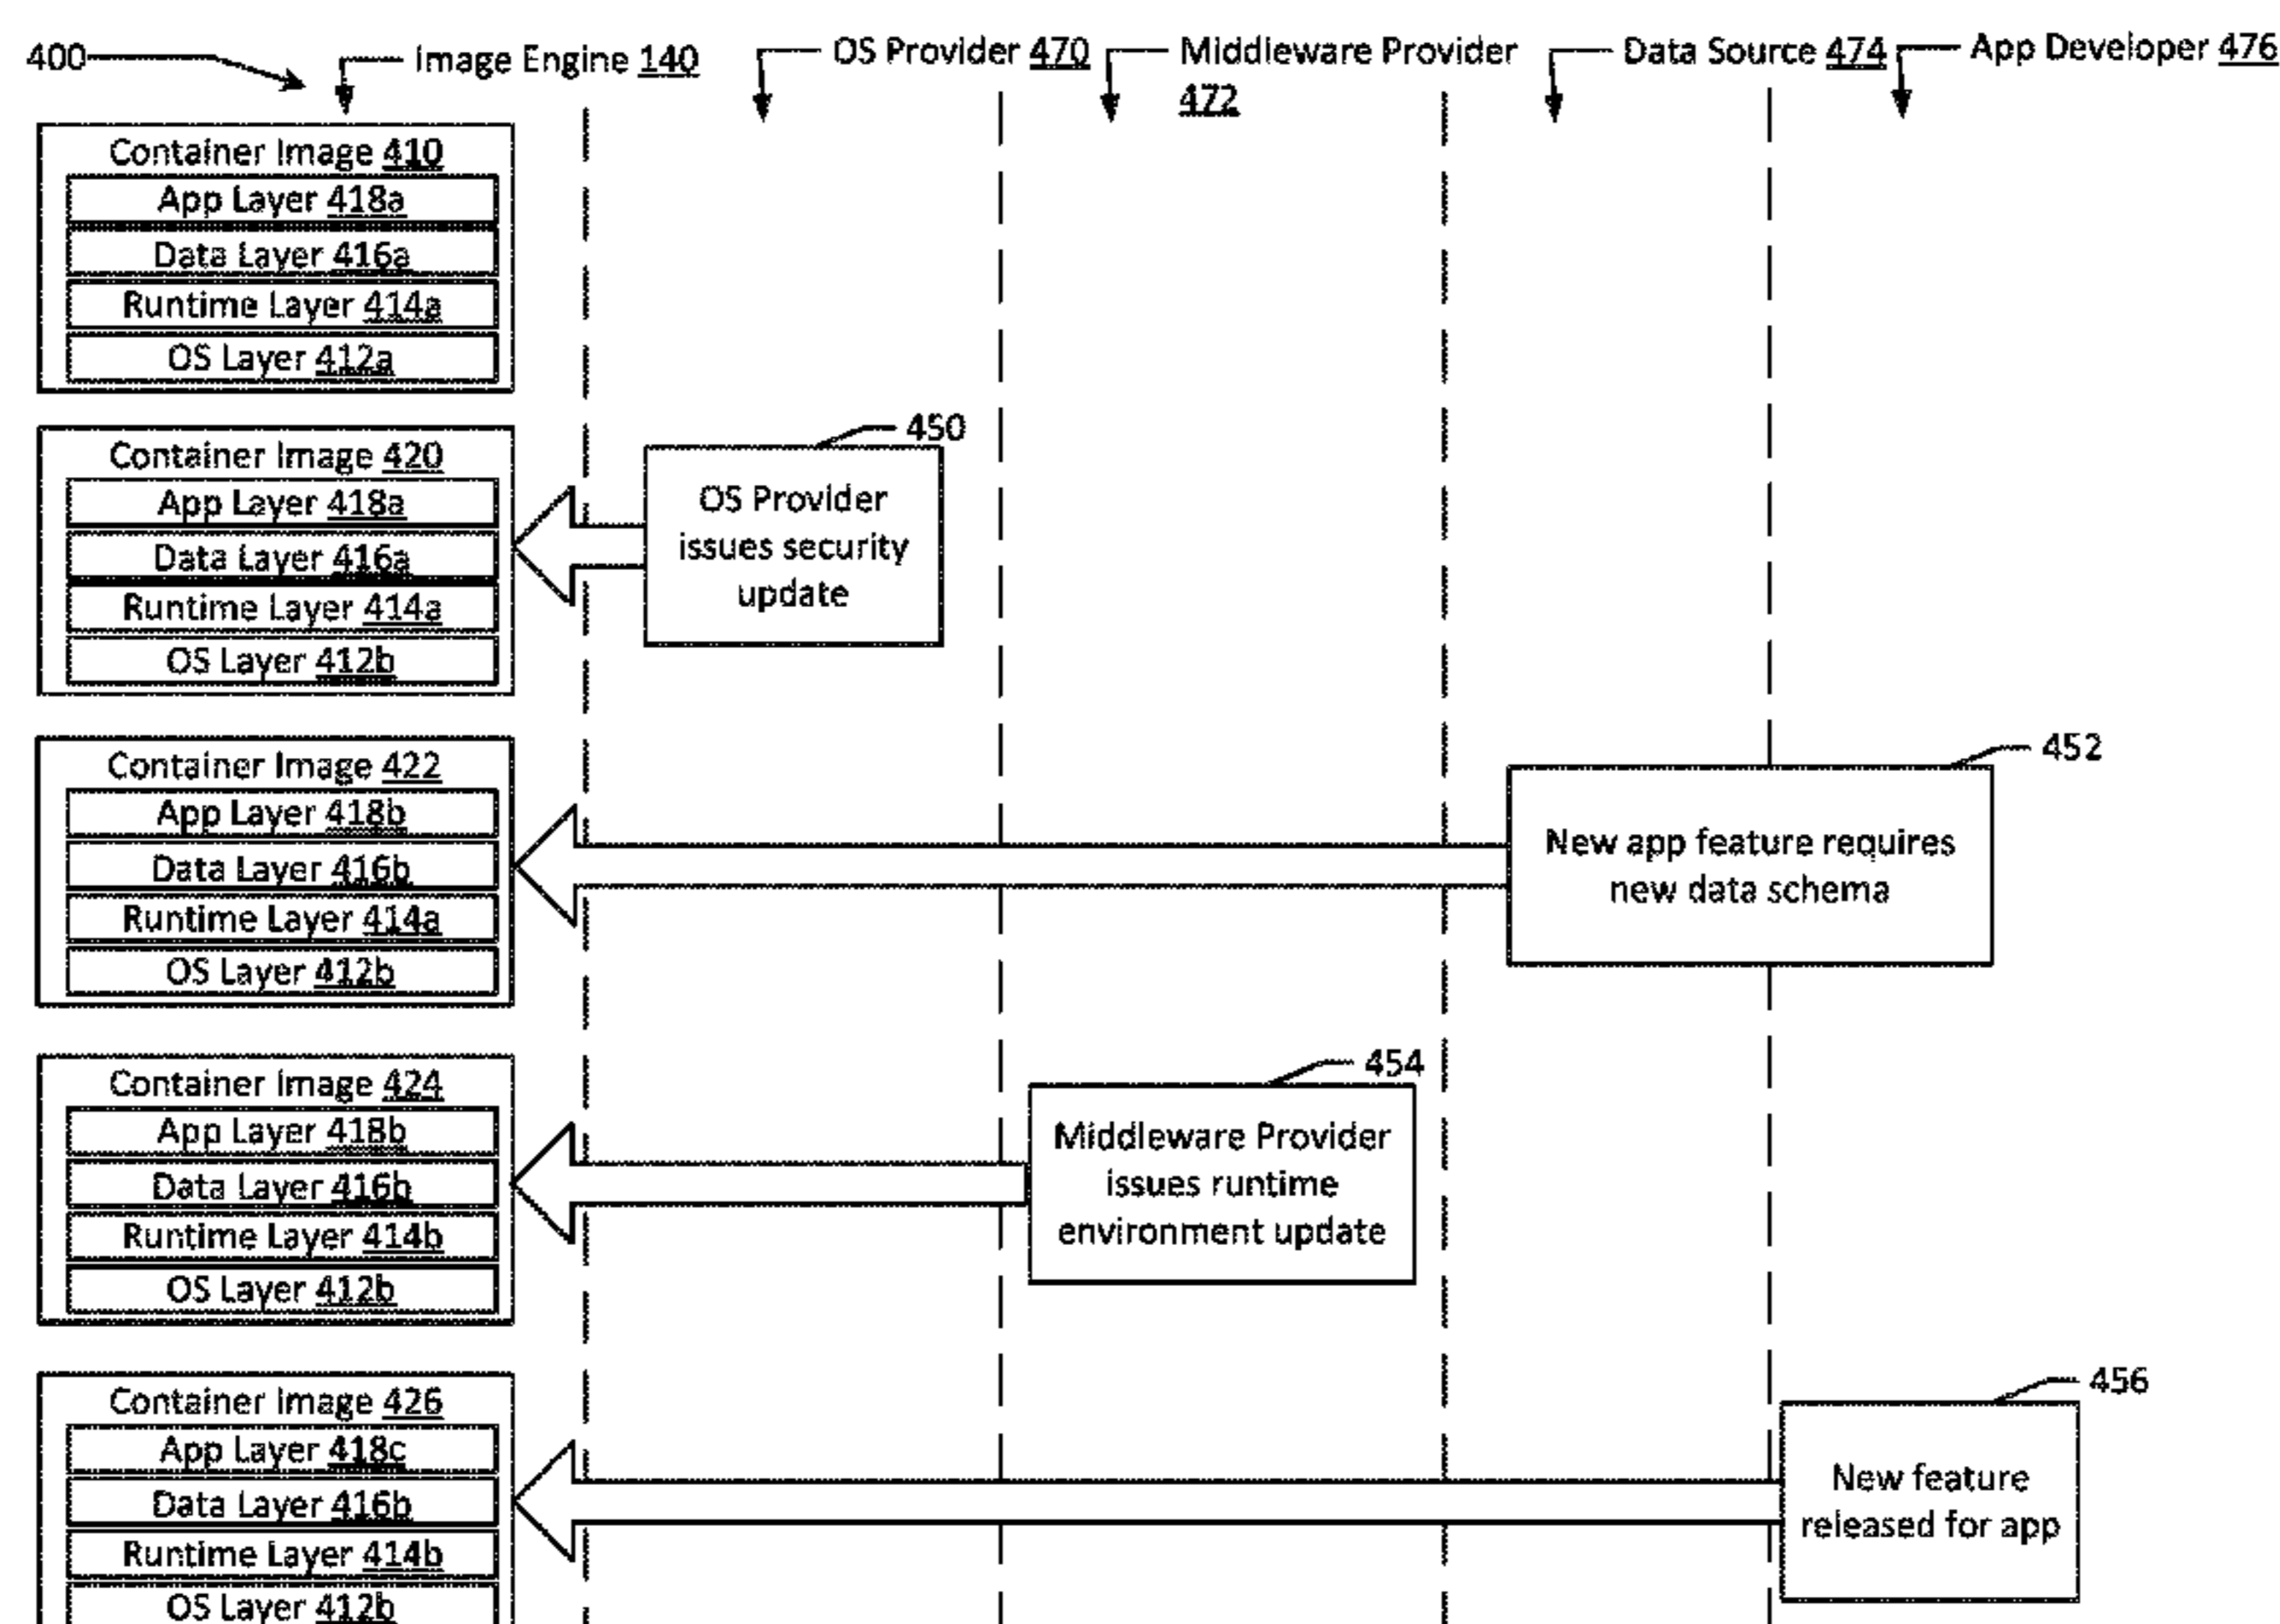 400
Image Engine 140
OS Provider 470
Middleware Provider
472
Data Source 474
App Developer 476
Container Image 410
App Layer 418a
Data Layer 416a
Runtime Layer 414a
OS Layer 412a
Container Image 420
App Layer 418a
Data Layer 416a
Runtime Layer 414a
OS Layer 412b
450
OS Provider
issues security
update
Container Image 422
App Layer 418b
Data Layer 416b
Runtime Layer 414a
OS Layer 412b
452
New app feature requires
new data schema
Container Image 424
App Layer 418b
Data Layer 416b
Runtime Layer 414b
OS Layer 412b
454
Middleware Provider
issues runtime
environment update
Container Image 426
App Layer 418c
Data Layer 416b
Runtime Layer 414b
OS Layer 412b
456
New feature
released for app